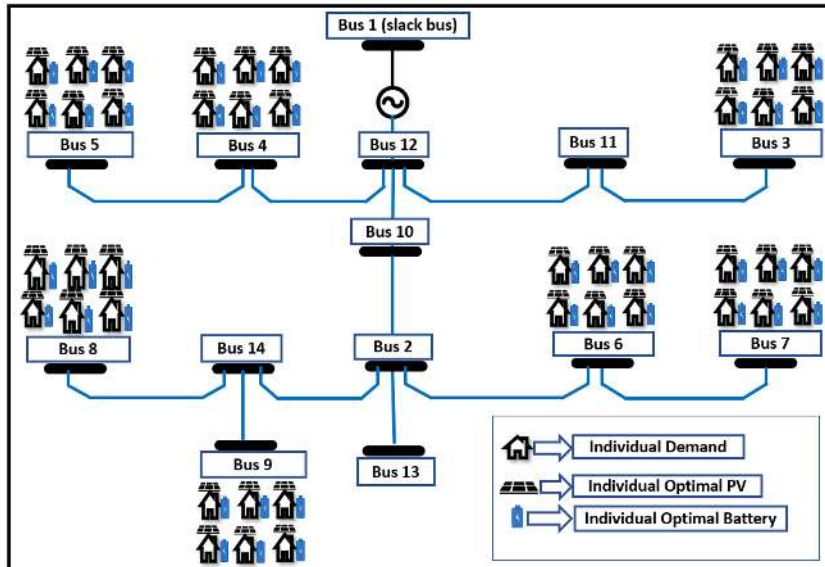 Bus 1 (slack bus)
Bus 5
Bus 4
Bus 12
Bus 11
Bus 3
Bus 10
Bus 8
Bus 14
Bus 2
Bus 6
Bus 7
Bus 9
Bus 13
Individual Demand
Individual Optimal PV
Individual Optimal Battery